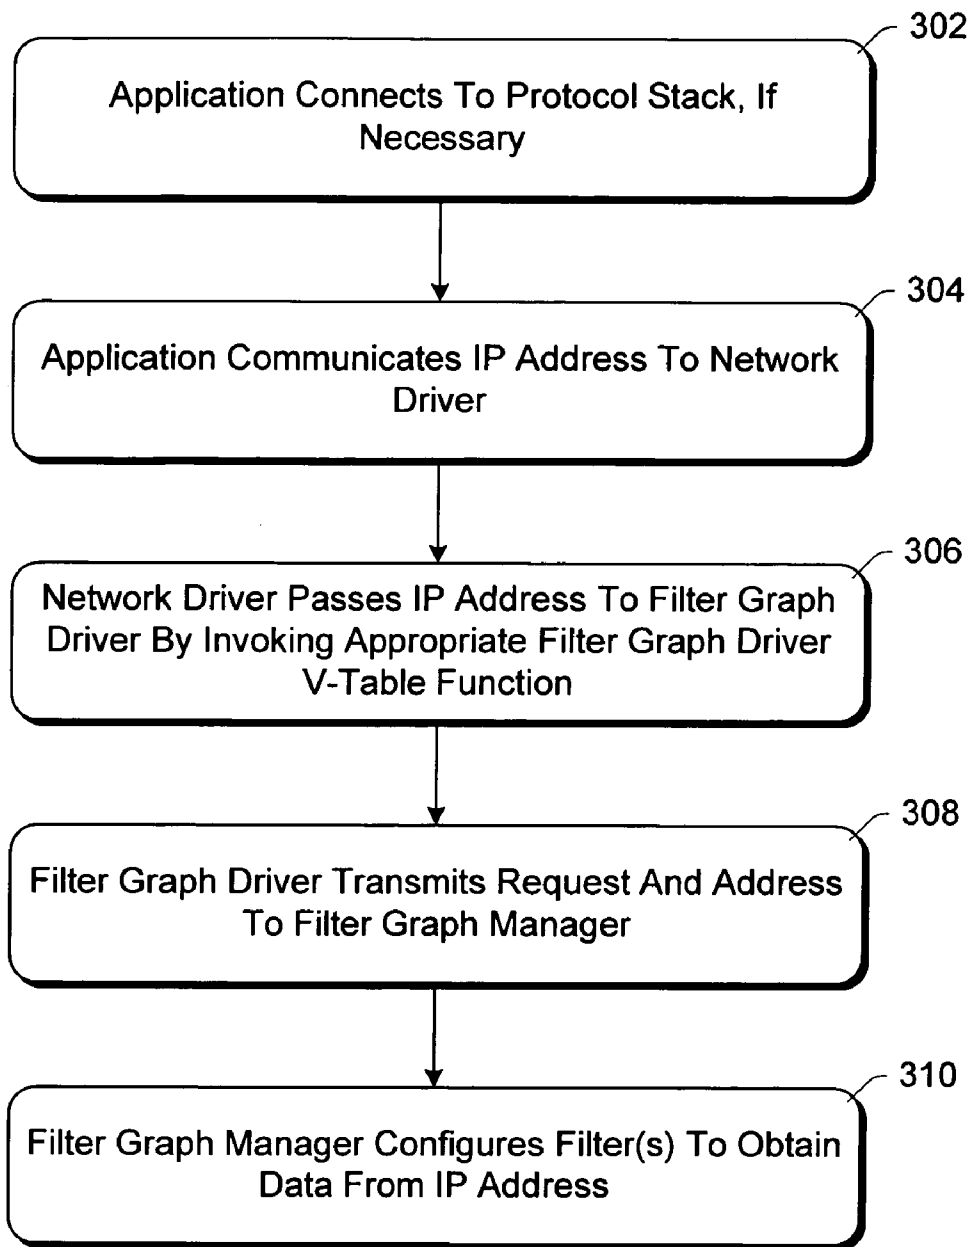 302
Application Connects To Protocol Stack, If
Necessary
304
Application Communicates IP Address To Network
Driver
306
Network Driver Passes IP Address To Filter Graph
Driver By Invoking Appropriate Filter Graph Driver
V-Table Function
308
Filter Graph Driver Transmits Request And Address
To Filter Graph Manager
310
Filter Graph Manager Configures Filter(s) To Obtain
Data From IP Address